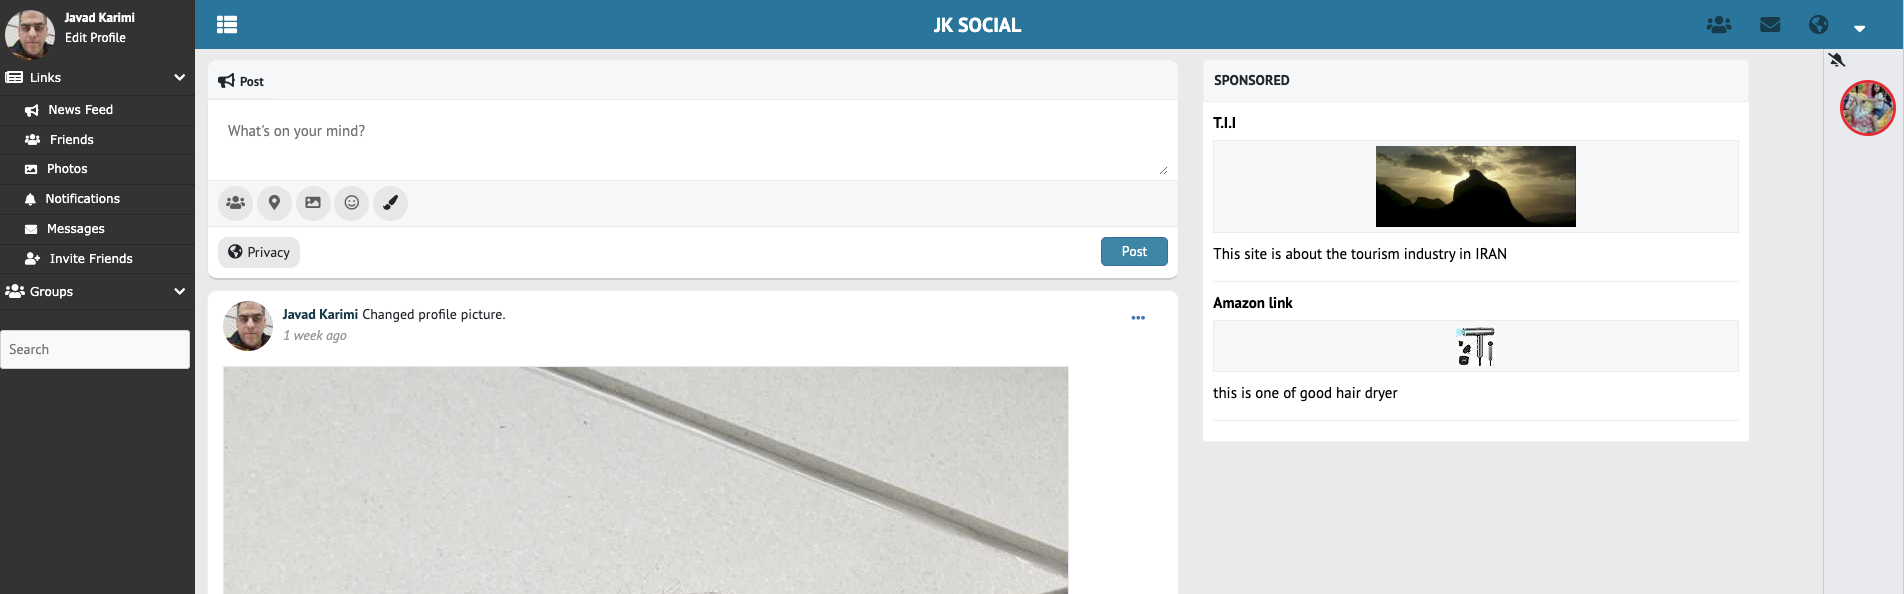 Javad Karimi
Edit Profile
Links
News Feed
Friends
Photos
Notifications
Messages
Invite Friends
Groups
Search
JK SOCIAL
Post
What's on your mind?
Privacy
Post
Javad Karimi Changed profile picture.
1 week ago
SPONSORED
T.I.I
This site is about the tourism industry in IRAN
Amazon link
this is one of good hair dryer